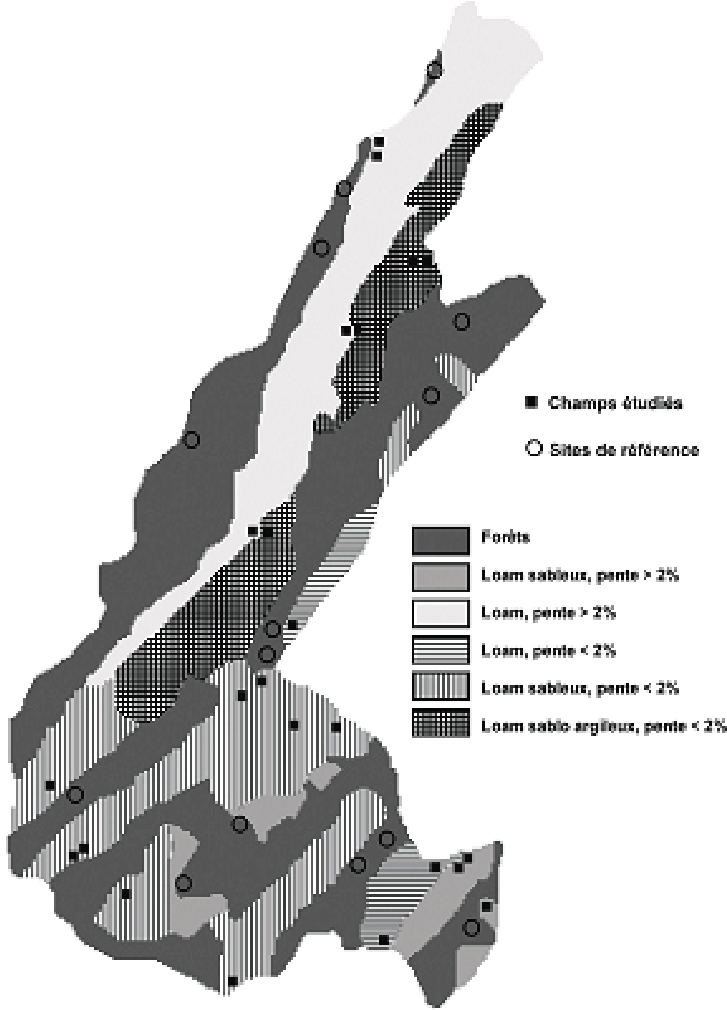 Champs étudiés
Sites de référence
Forêts
Loam sableux, pente > 2%
Loam, pente > 2%
Loam, pente < 2%
Loam sableux, pente < 2%
Loam sablo-argileux, pente < 2%